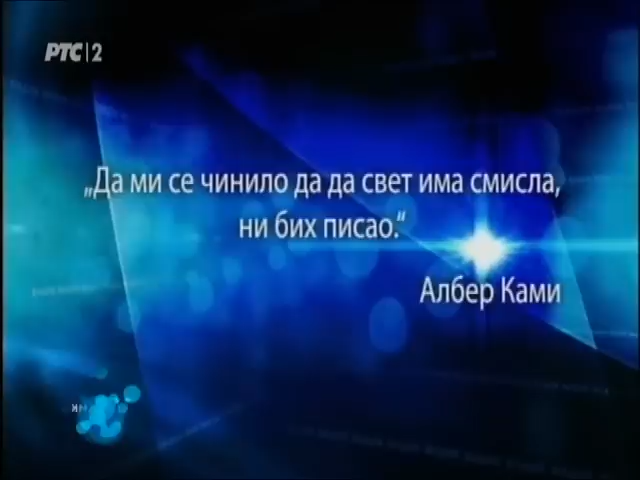 РТС|2
„Да ми се чинило да да свет има смисла,
ни бих писао.“
Албер Ками